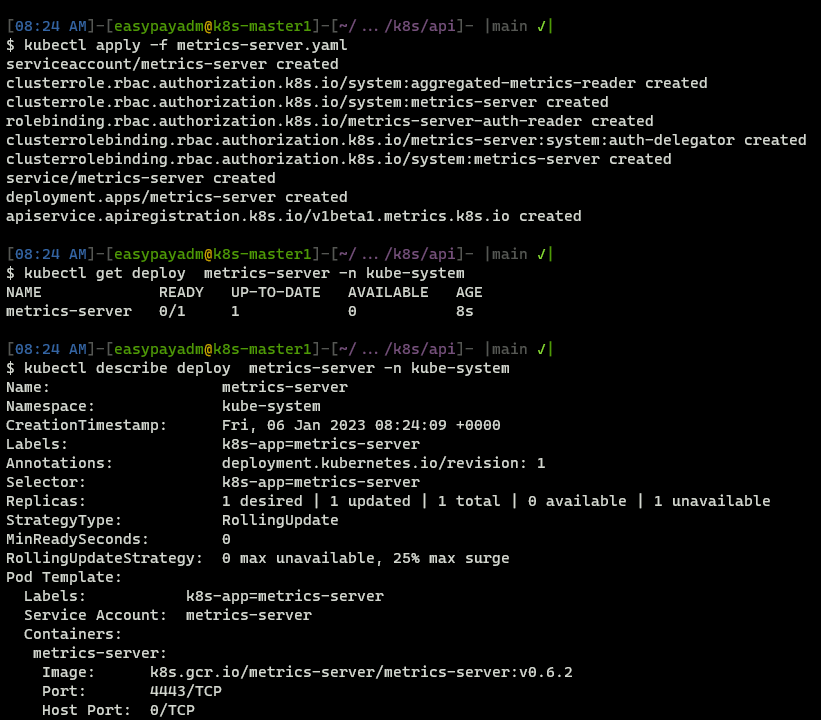 [08:24 AM]-[easypayadm@k8s-master1]-[~/ ... /k8s/api]- |main ✓|
$ kubectl apply -f metrics-server.yaml
serviceaccount/metrics-server created
clusterrole.rbac.authorization.k8s.io/system:aggregated-metrics-reader created
clusterrole.rbac.authorization.k8s.io/system:metrics-server created
rolebinding.rbac.authorization.k8s.io/metrics-server-auth-reader created
clusterrolebinding.rbac.authorization.k8s.io/metrics-server:system:auth-delegator created
clusterrolebinding.rbac.authorization.k8s.io/system:metrics-server created
service/metrics-server created
deployment.apps/metrics-server created
apiservice.apiregistration.k8s.io/v1beta1.metrics.k8s.io created
[08:24 AM]-[easypayadm@k8s-master1]-[~/ ... /k8s/api]- |main ✓|
$ kubectl get deploy  metrics-server -n kube-system
NAME             READY   UP-TO-DATE   AVAILABLE   AGE
metrics-server   0/1     1            0           8s
[08:24 AM]-[easypayadm@k8s-master1]-[~/ ... /k8s/api]- |main ✓|
$ kubectl describe deploy  metrics-server -n kube-system
Name:                   metrics-server
Namespace:              kube-system
CreationTimestamp:      Fri, 06 Jan 2023 08:24:09 +0000
Labels:                 k8s-app=metrics-server
Annotations:            deployment.kubernetes.io/revision: 1
Selector:               k8s-app=metrics-server
Replicas:               1 desired | 1 updated | 1 total | 0 available | 1 unavailable
StrategyType:           RollingUpdate
MinReadySeconds:        0
RollingUpdateStrategy:  0 max unavailable, 25% max surge
Pod Template:
  Labels:           k8s-app=metrics-server
  Service Account:  metrics-server
  Containers:
   metrics-server:
    Image:      k8s.gcr.io/metrics-server/metrics-server:v0.6.2
    Port:       4443/TCP
    Host Port:  0/TCP